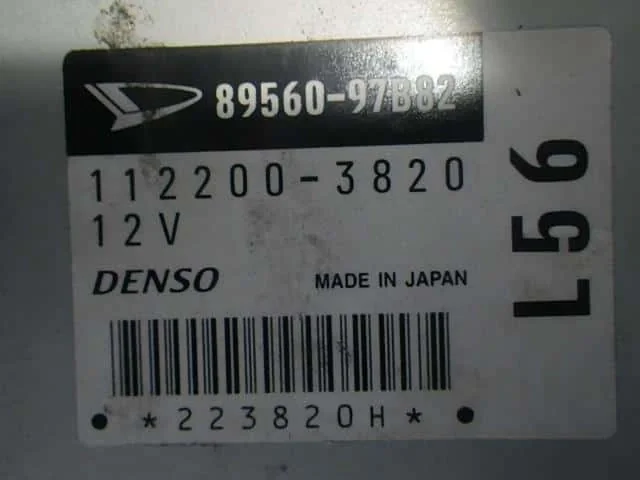 89560-97B82
112200-3820
12V
DENSO MADE IN JAPAN
*223820H*
L56